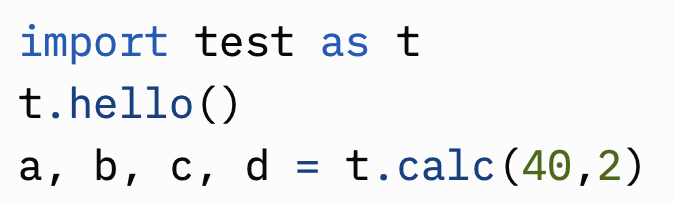 import test as t
t.hello()
a, b, c, d = t.calc(40,2)